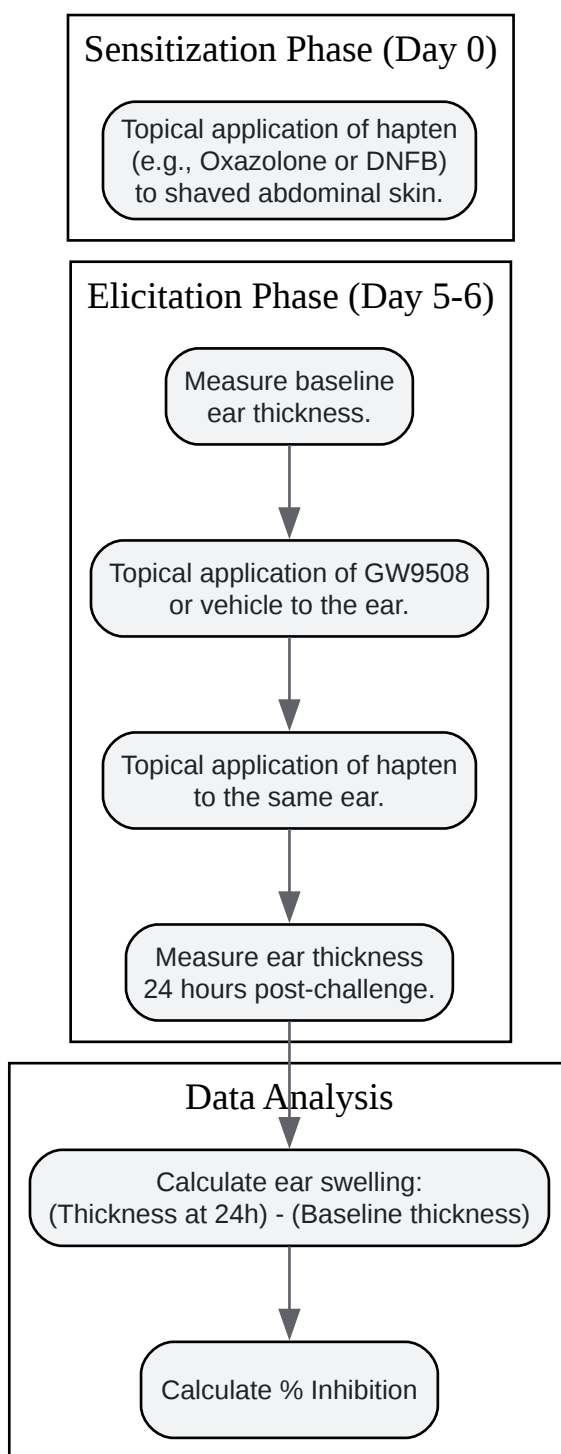 Sensitization Phase (Day 0)
Topical application of hapten
(e.g., Oxazolone or DNFB)
to shaved abdominal skin.
Elicitation Phase (Day 5-6)
Measure baseline
ear thickness.
Topical application of GW9508
or vehicle to the ear.
Topical application of hapten
to the same ear.
Measure ear thickness
24 hours post-challenge.
Data Analysis
Calculate ear swelling:
(Thickness at 24h) - (Baseline thickness)
Calculate % Inhibition